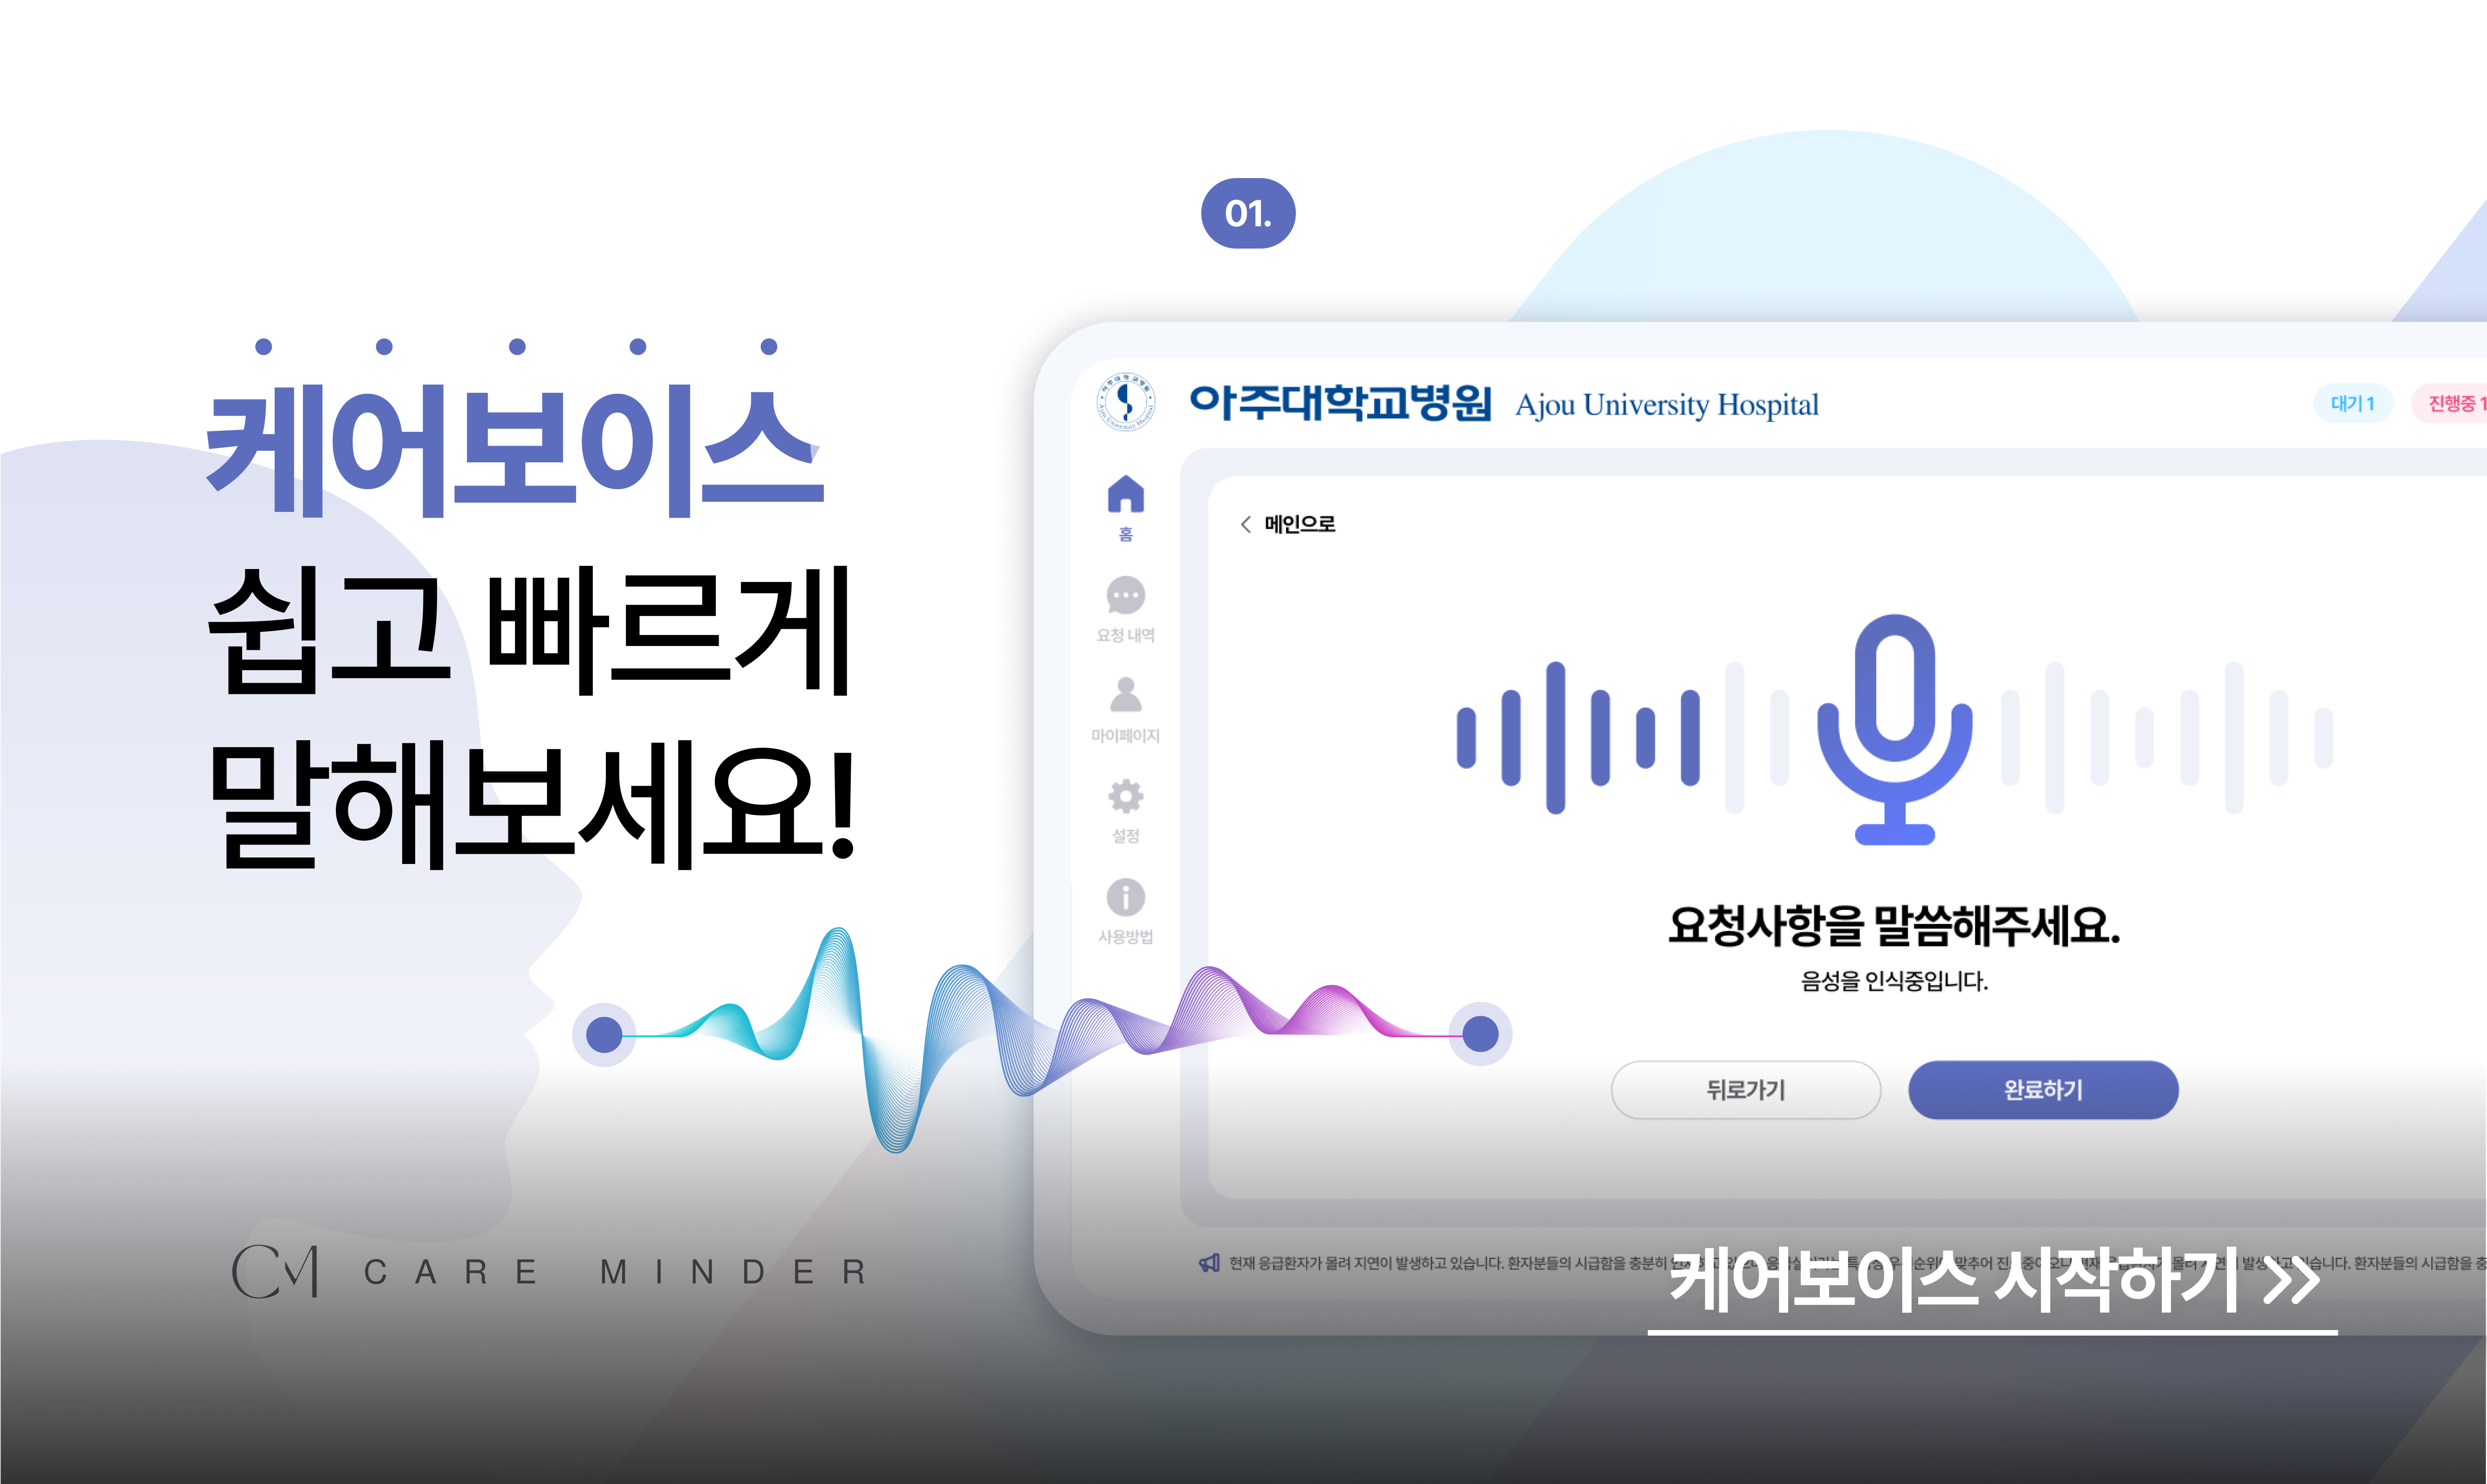 01.
케어보이스
쉽고 빠르게
말해보세요!
아주대학교병원 Ajou University Hospital
대기 1
진행중 1
홈
요청 내역
마이페이지
설정
사용방법
메인으로
요청사항을 말씀해주세요.
음성을 인식중입니다.
뒤로가기
완료하기
CM CARE MINDER
현재 응급환자가 몰려 지연이 발생하고 있습니다. 환자분들의 시급함을 충분히
습니다. 환자분들의 시급함을
케어보이스 시작하기